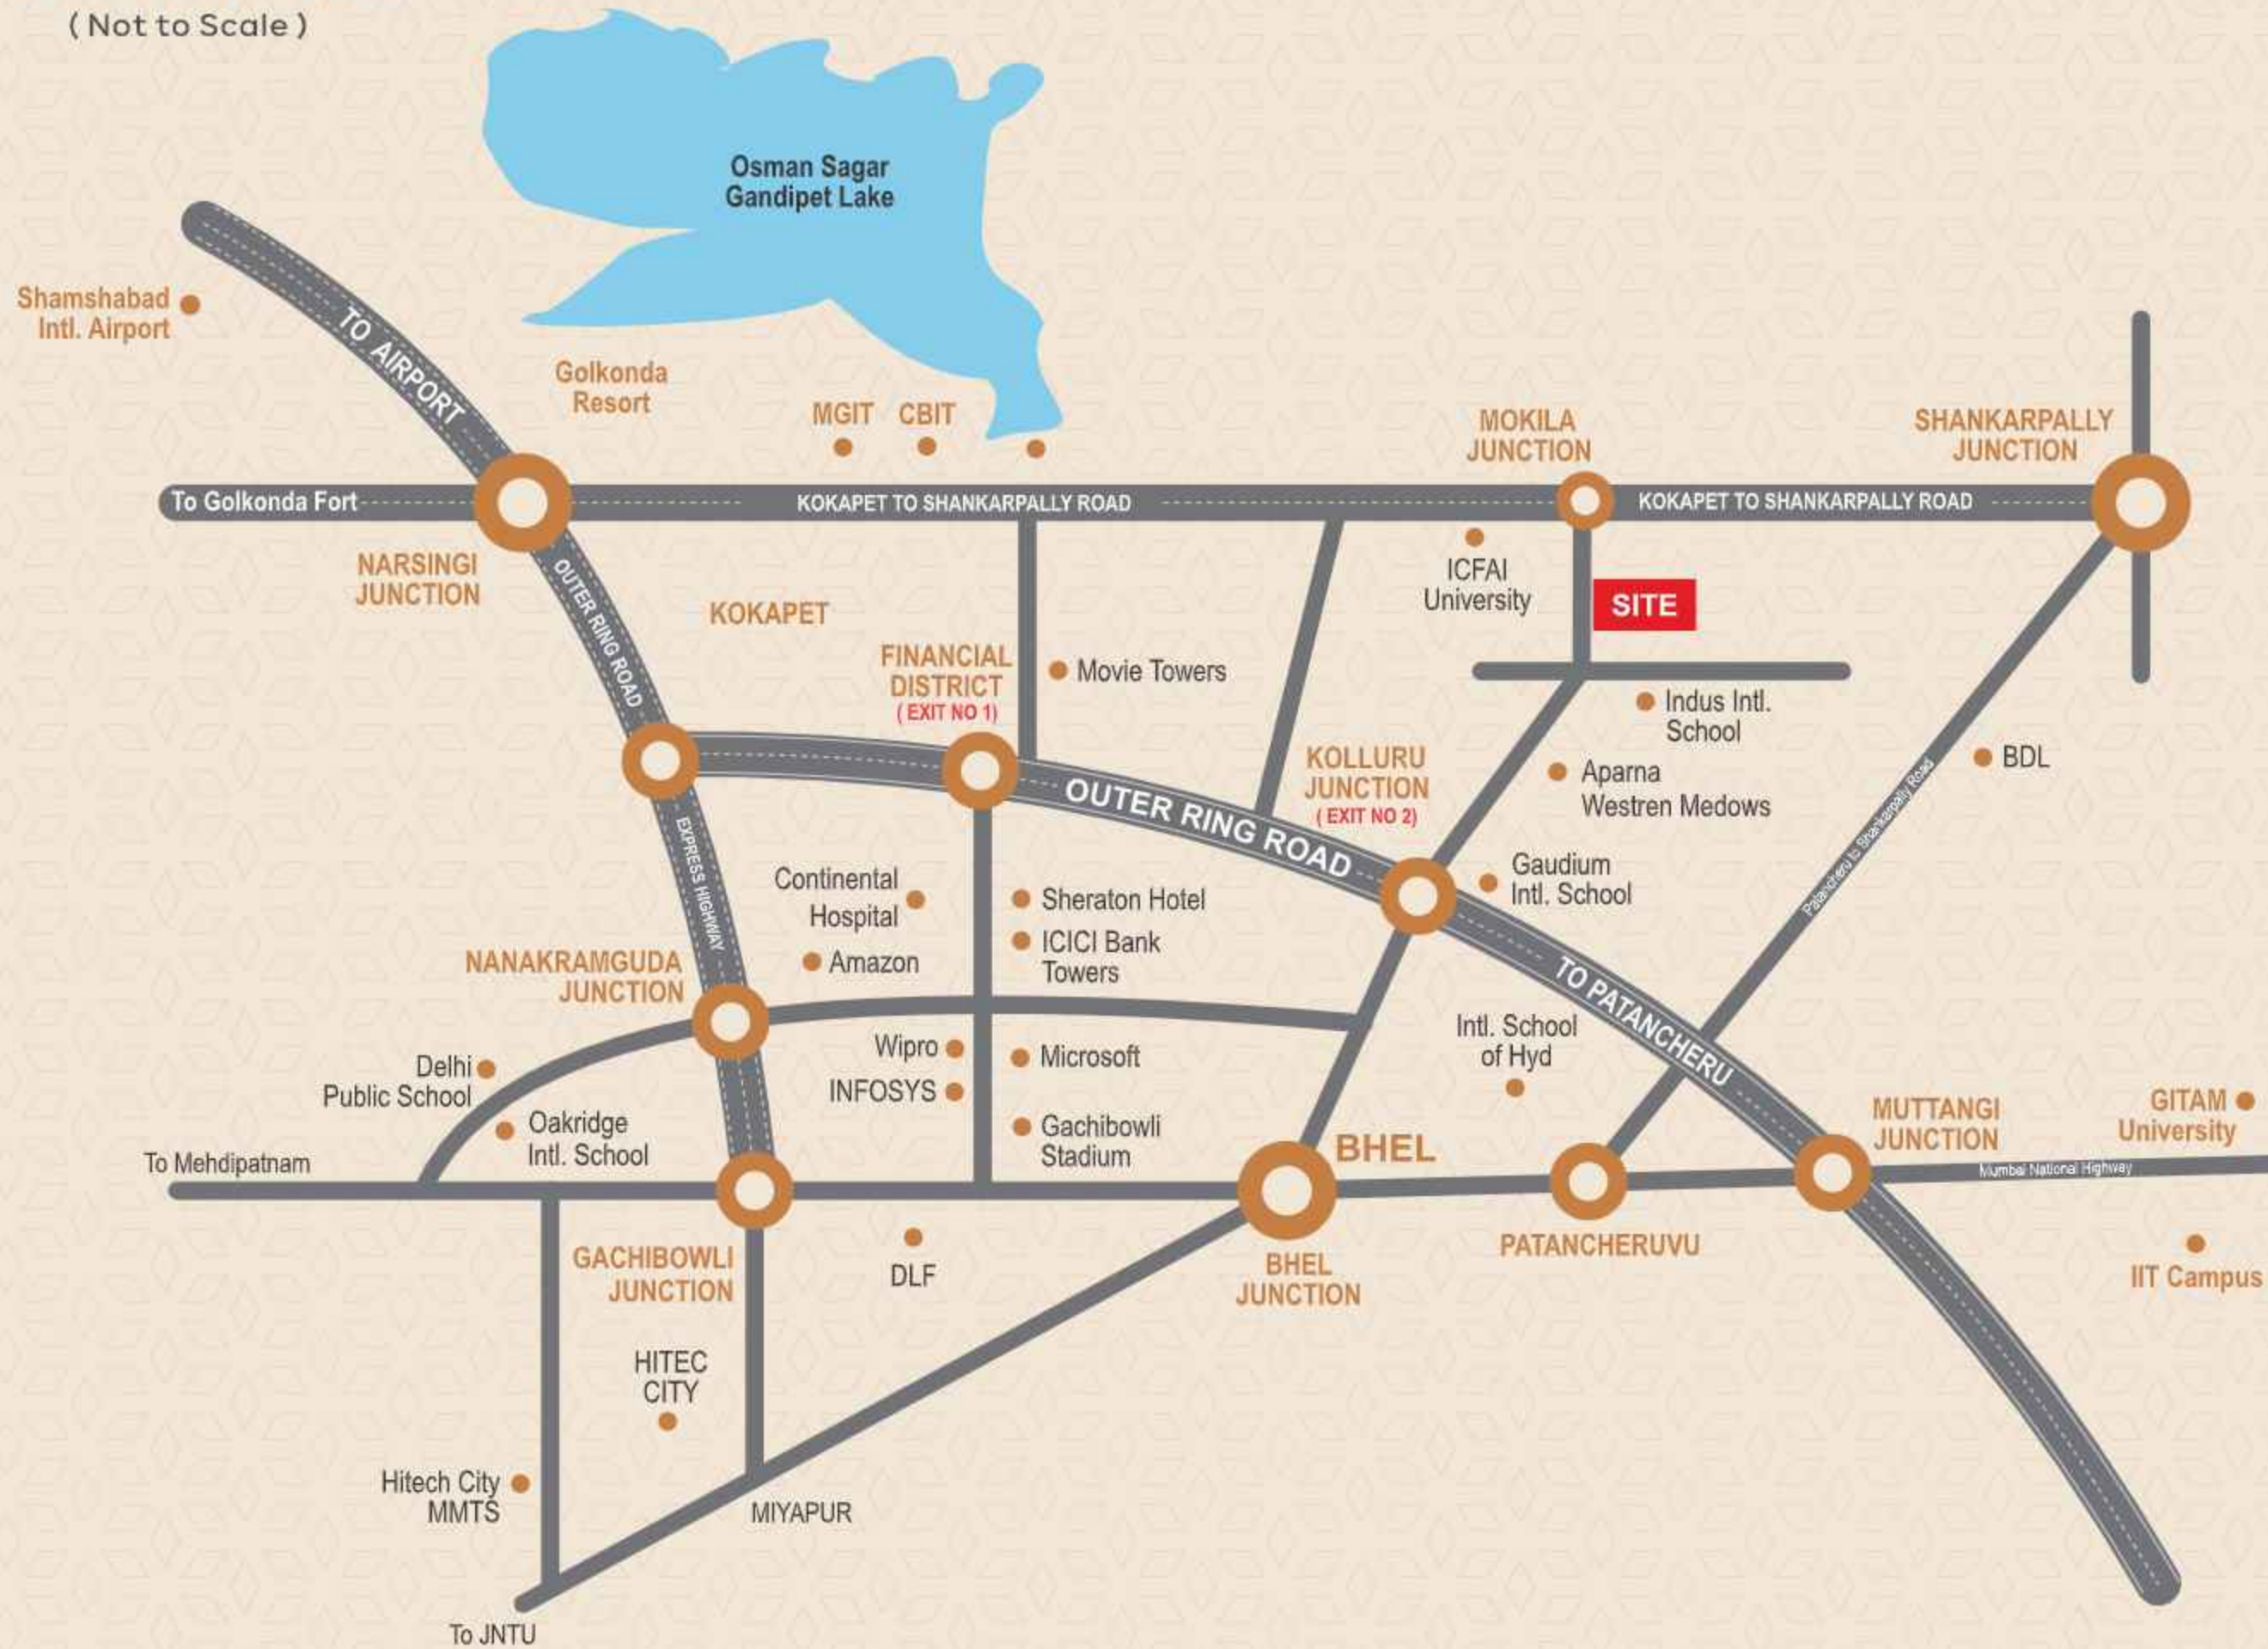 ( Not to Scale )
Osman Sagar
Gandipet Lake
Shamshabad
Intl. Airport
TO AIRPORT
Golkonda
Resort
MGIT
CBIT
MOKILA
JUNCTION
SHANKARPALLY
JUNCTION
To Golkonda Fort
KOKAPET TO SHANKARPALLY ROAD
KOKAPET TO SHANKARPALLY ROAD
NARSINGI
JUNCTION
OUTER RING ROAD
KOKAPET
ICFAI
University
SITE
FINANCIAL
DISTRICT
( EXIT NO 1)
Movie Towers
Indus Intl.
School
KOLLURU
JUNCTION
( EXIT NO 2)
Aparna
Westren Medows
BDL
OUTER RING ROAD
Patancheru to Shankarpally Road
EXPRESS HIGHWAY
Continental
Hospital
Sheraton Hotel
Gaudium
Intl. School
Amazon
ICICI Bank
Towers
NANAKRAMGUDA
JUNCTION
TO PATANCHERU
Wipro
INFOSYS
Microsoft
Intl. School
of Hyd
Delhi
Public School
Oakridge
Intl. School
Gachibowli
Stadium
BHEL
MUTTANGI
JUNCTION
GITAM
University
To Mehdipatnam
Mumbai National Highway
GACHIBOWLI
JUNCTION
DLF
BHEL
JUNCTION
PATANCHERUVU
IIT Campus
HITEC
CITY
Hitech City
MMTS
MIYAPUR
To JNTU